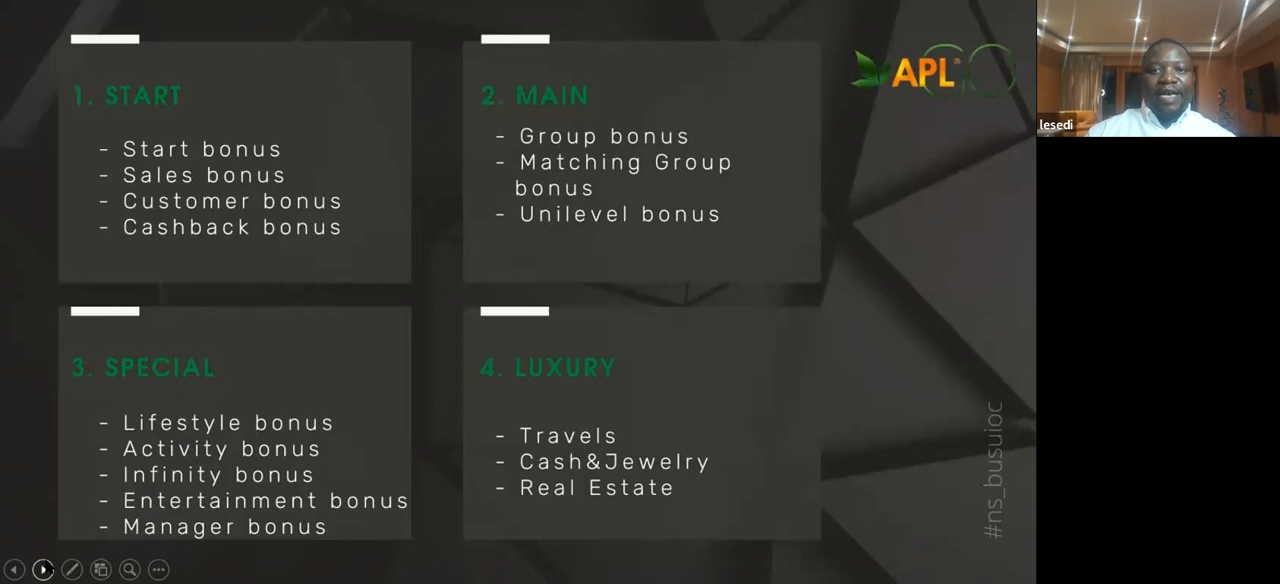 1. START
- Start bonus
- Sales bonus
- Customer bonus
- Cashback bonus
2. MAIN
- Group bonus
- Matching Group
bonus
- Unilevel bonus
APL GO
lesedi
3. SPECIAL
- Lifestyle bonus
- Activity bonus
- Infinity bonus
- Entertainment bonus
- Manager bonus
4. LUXURY
- Travels
- Cash&Jewelry
- Real Estate
#ns_busuioc